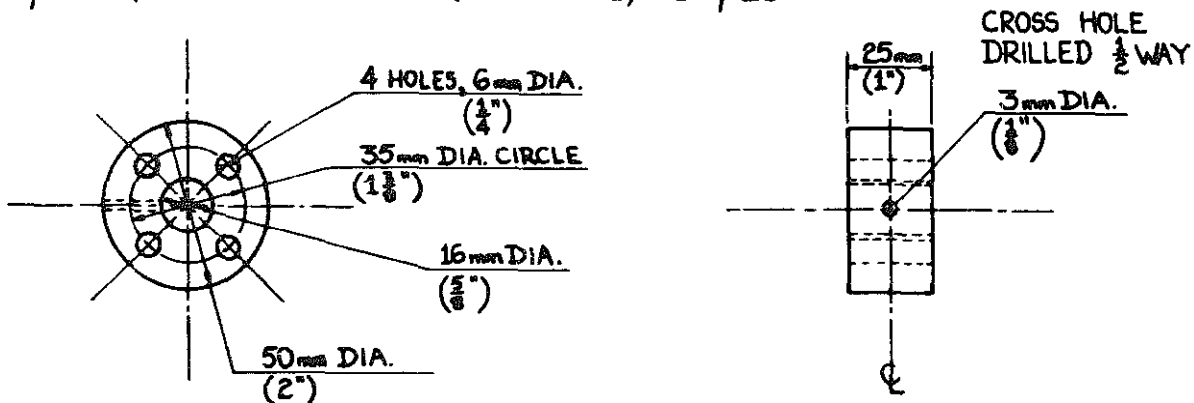 4 HOLES, 6mm DIA.
(1/4")
35mm DIA. CIRCLE
(1 3/8")
16mm DIA.
(5/8")
50mm DIA.
(2")
CROSS HOLE
DRILLED 1/2 WAY
25mm
(1")
3mm DIA.
(1/8")
℄